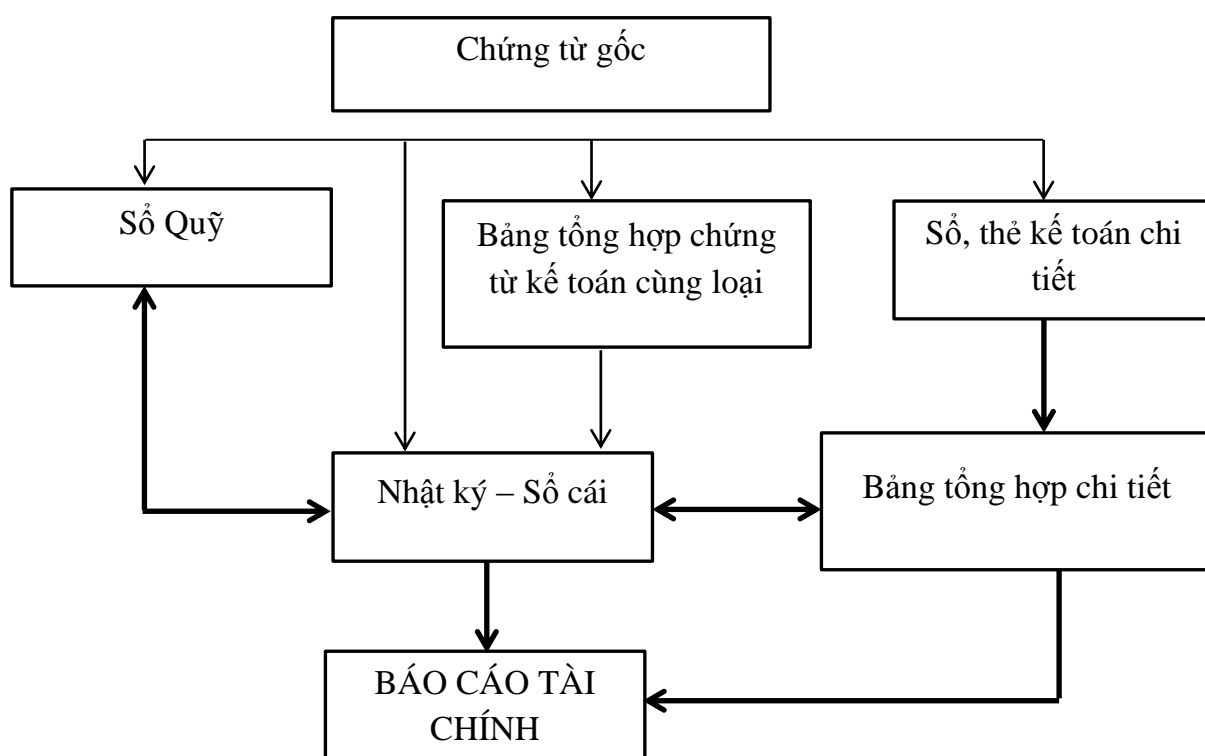 Chứng từ gốc
Sổ Quỹ
Bảng tổng hợp chứng
từ kế toán cùng loại
Sổ, thẻ kế toán chi
tiết
Nhật ký – Sổ cái
Bảng tổng hợp chi tiết
BÁO CÁO TÀI
CHÍNH